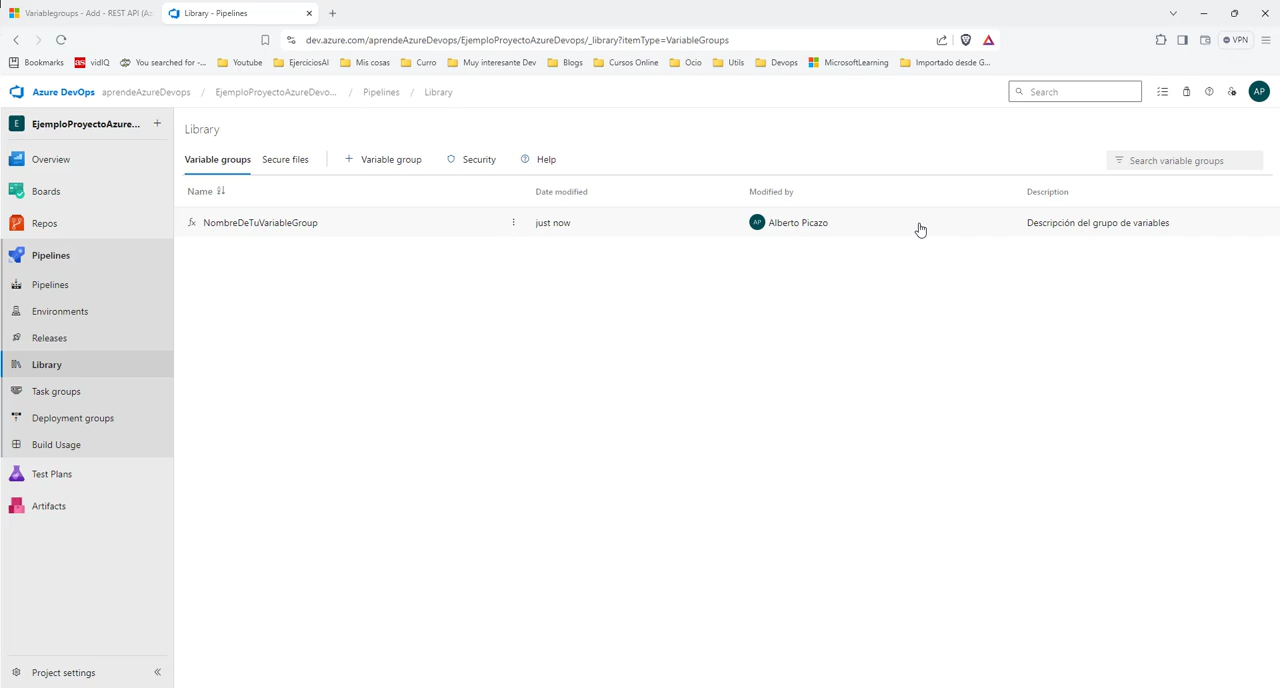 Variablegroups - Add - REST API (A:
Library - Pipelines
dev.azure.com/aprendeAzureDevops/EjemploProyectoAzureDevops/_library?itemType=VariableGroups
VPN
Bookmarks
as vidIQ
You searched for -...
Youtube
EjerciciosAI
Mis cosas
Curro
Muy interesante Dev
Blogs
Cursos Online
Ocio
Utils
Devops
MicrosoftLearning
Importado desde G...
Azure DevOps aprendeAzureDevops / EjemploProyectoAzureDevo... / Pipelines / Library
Search
AP
E EjemploProyectoAzure...
Overview
Boards
Repos
Pipelines
Pipelines
Environments
Releases
Library
Task groups
Deployment groups
Build Usage
Test Plans
Artifacts
Project settings
Library
Variable groups Secure files
Variable group
Security
Help
Search variable groups
Name Date modified Modified by Description
fx NombreDeTuVariableGroup just now AP Alberto Picazo Descripción del grupo de variables